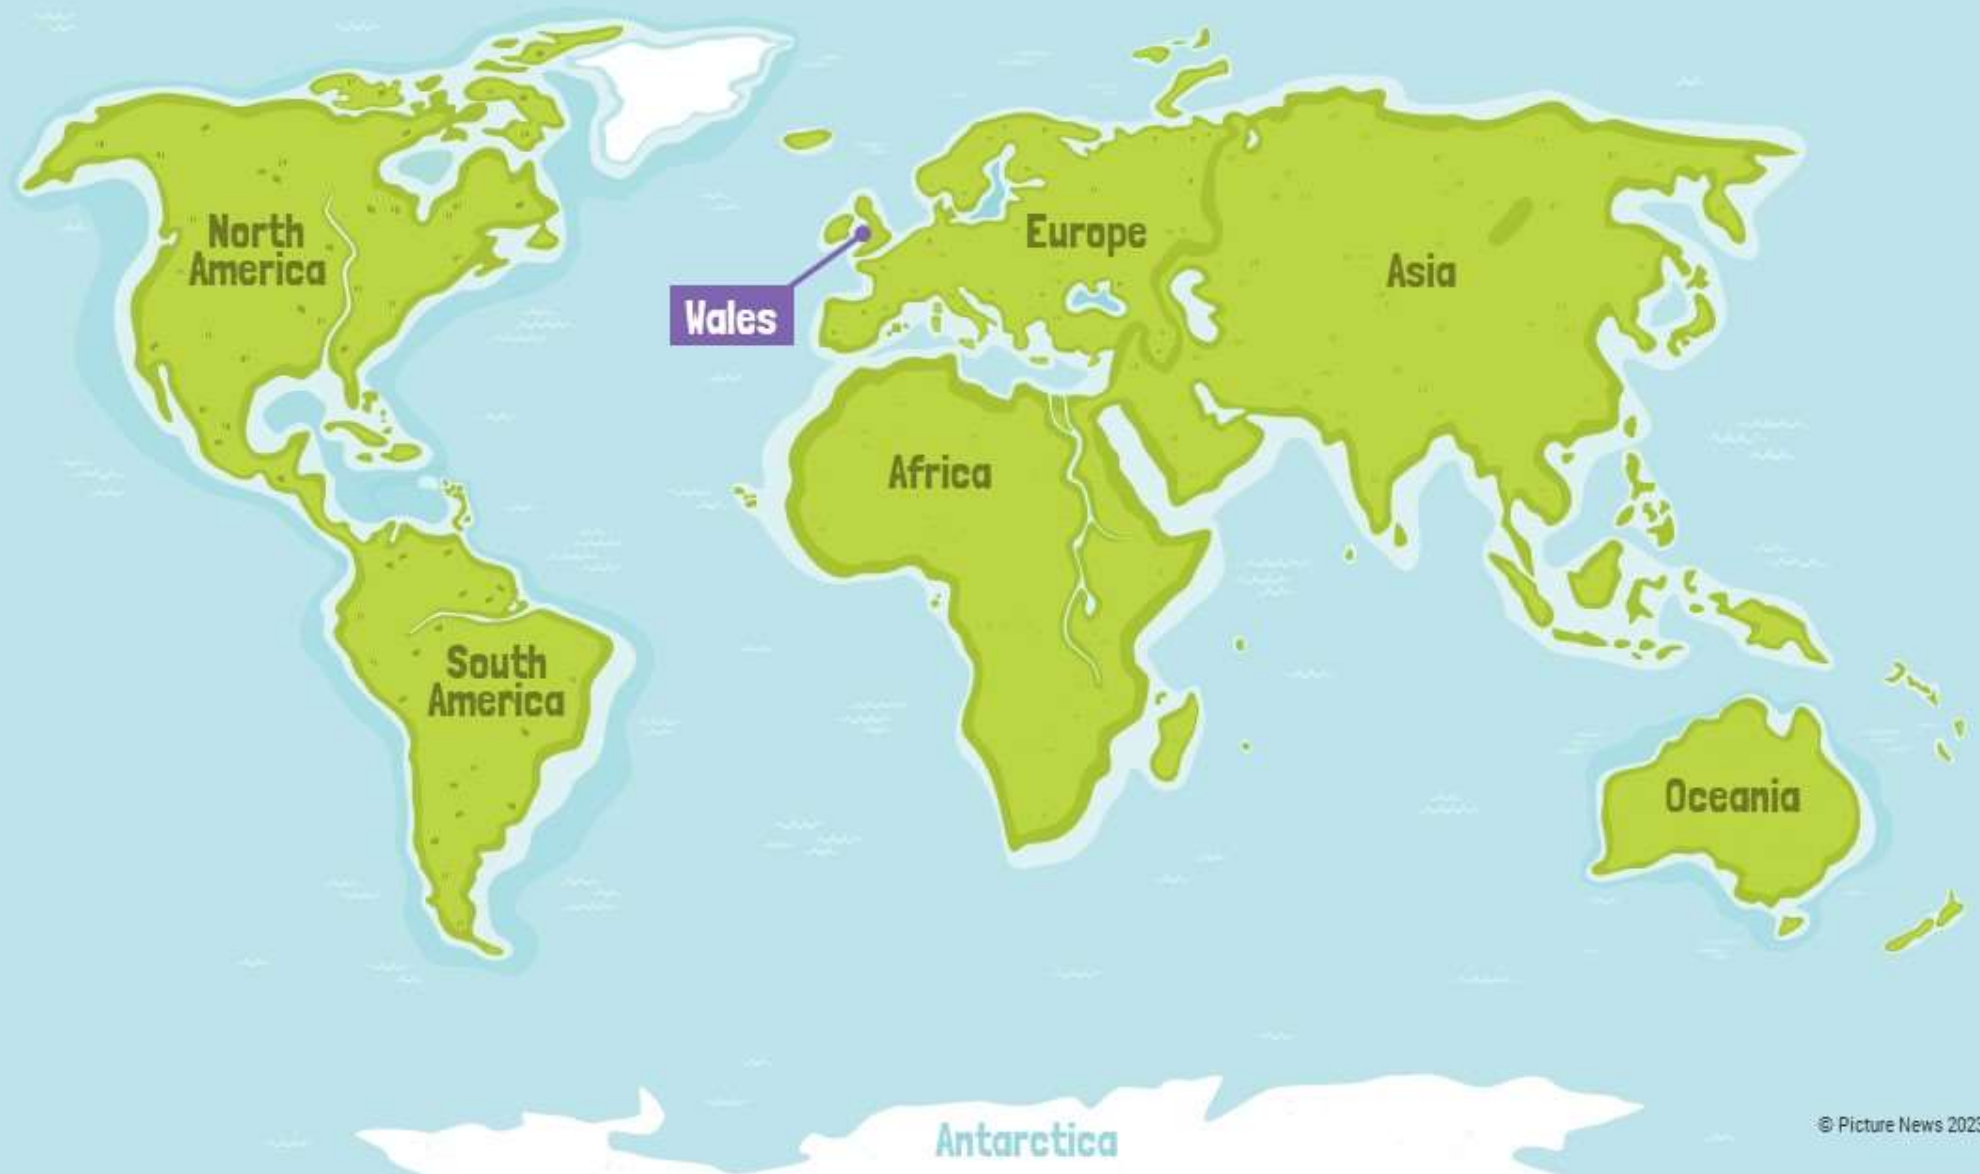 North
America
Europe
Asia
Wales
Africa
South
America
Oceania
Antarctica
© Picture News 2023